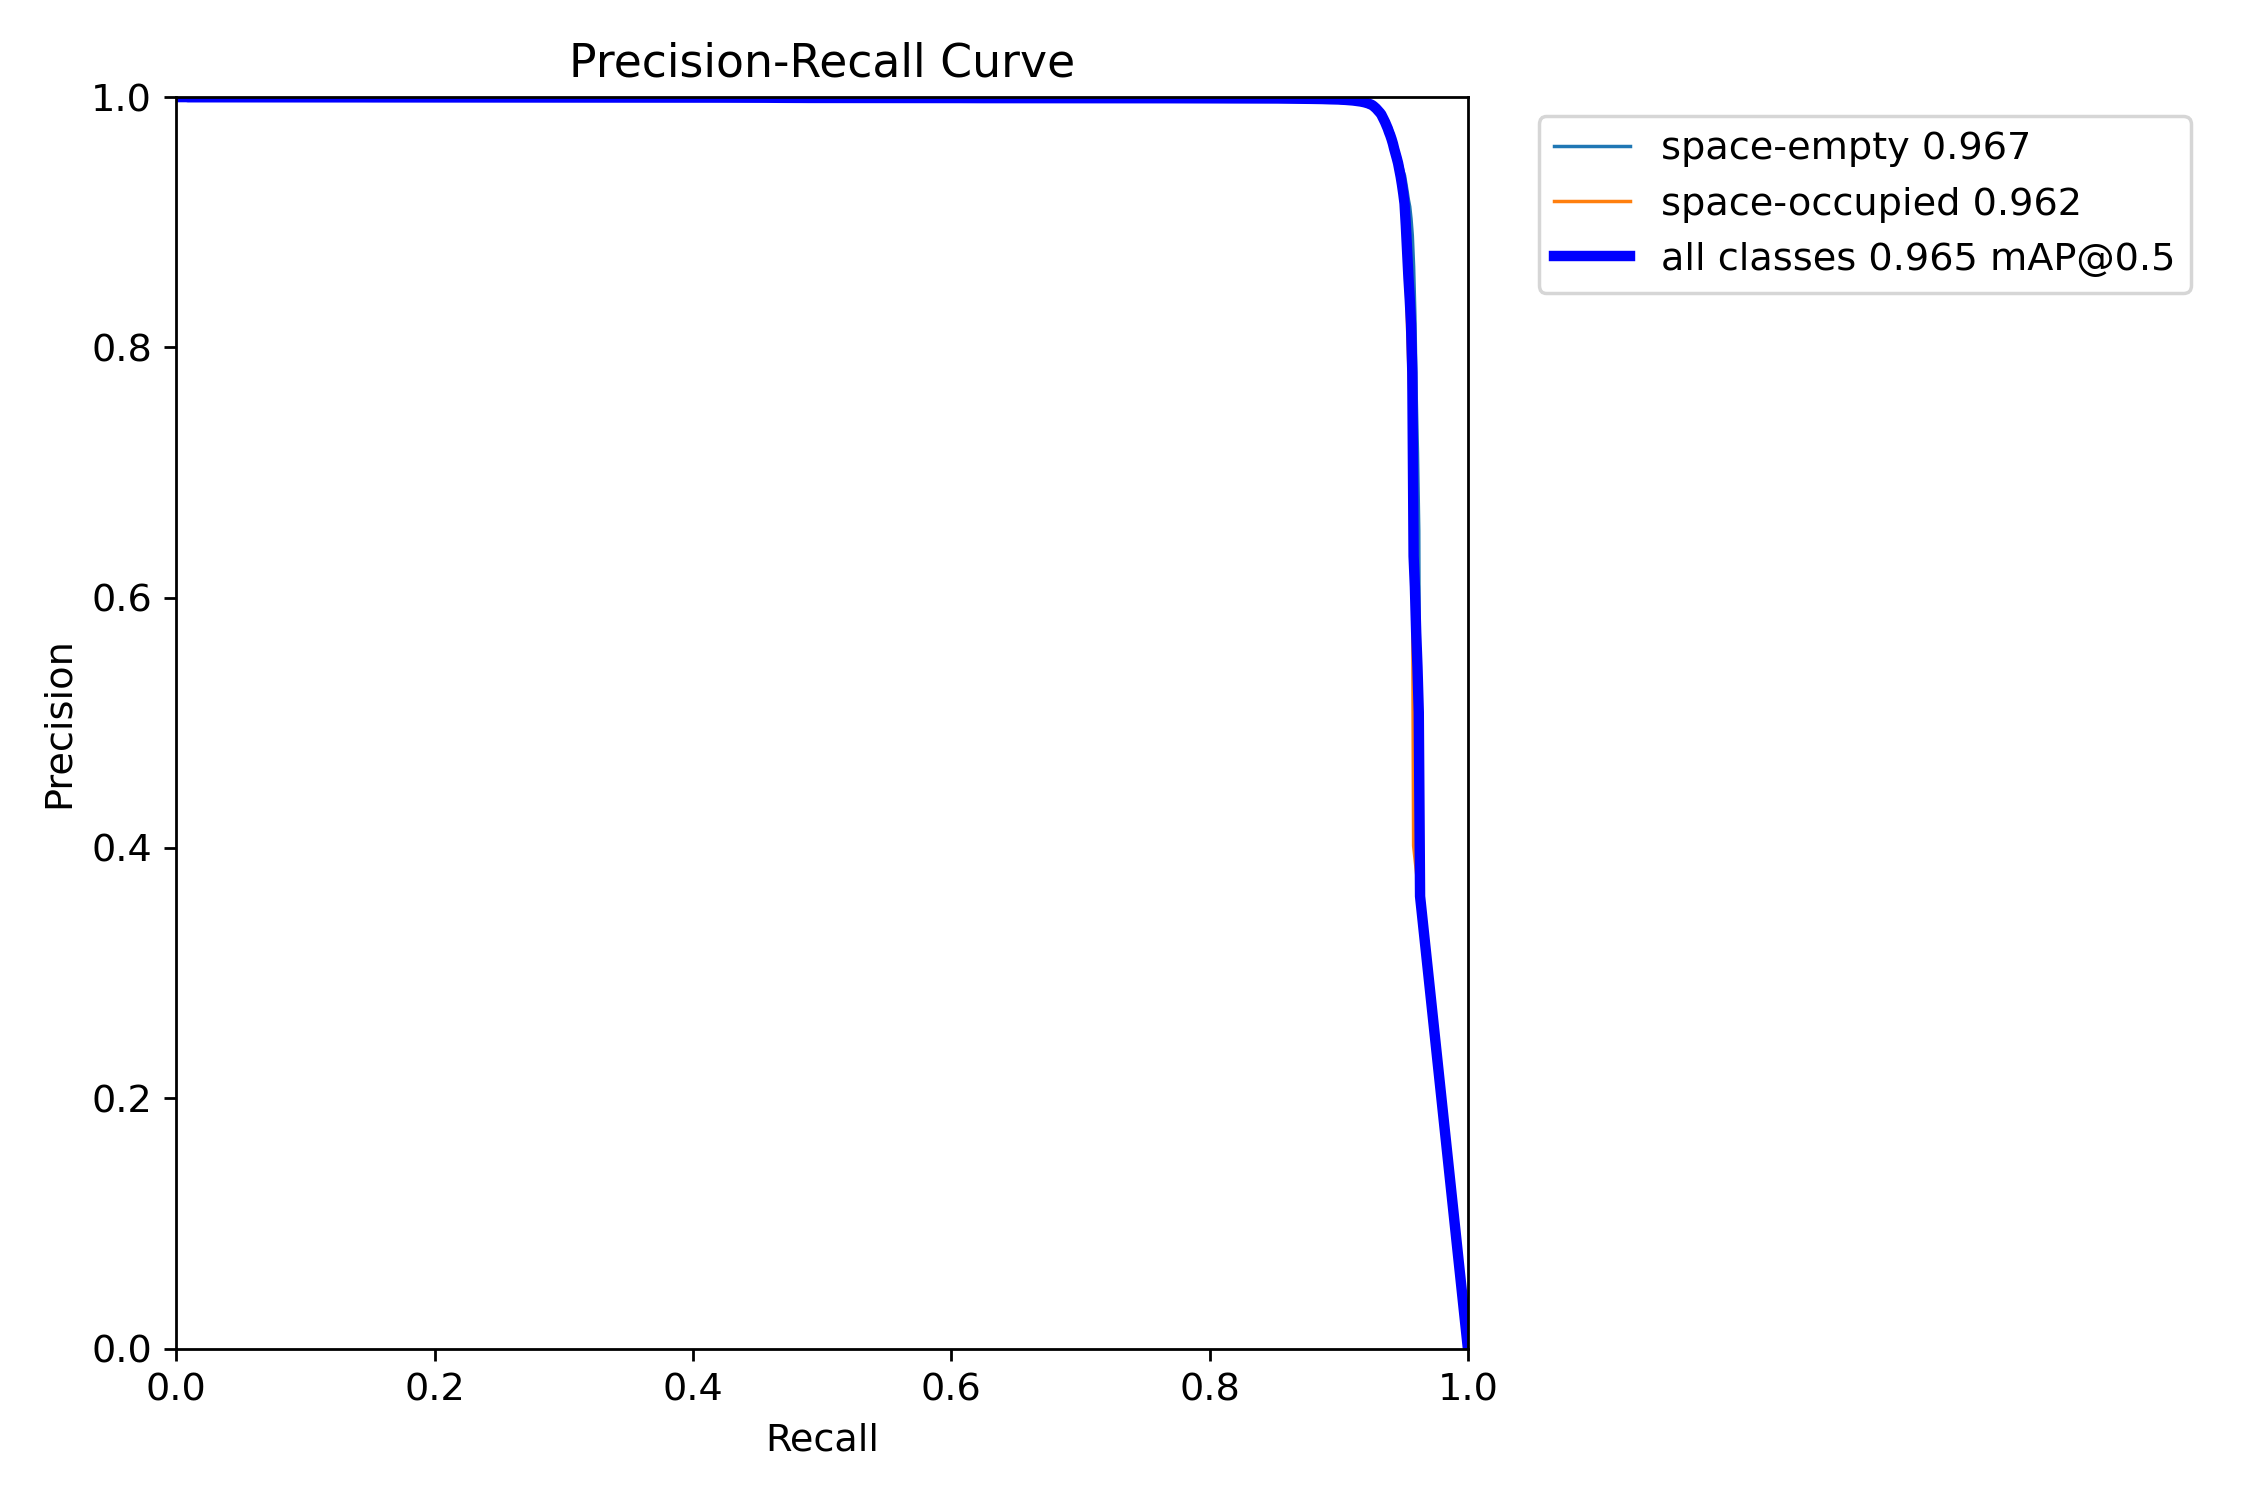 Precision-Recall Curve
1.0
0.8
0.6
0.4
0.2
0.0
Precision
0.0 0.2 0.4 0.6 0.8 1.0
Recall
space-empty 0.967
space-occupied 0.962
all classes 0.965 mAP@0.5